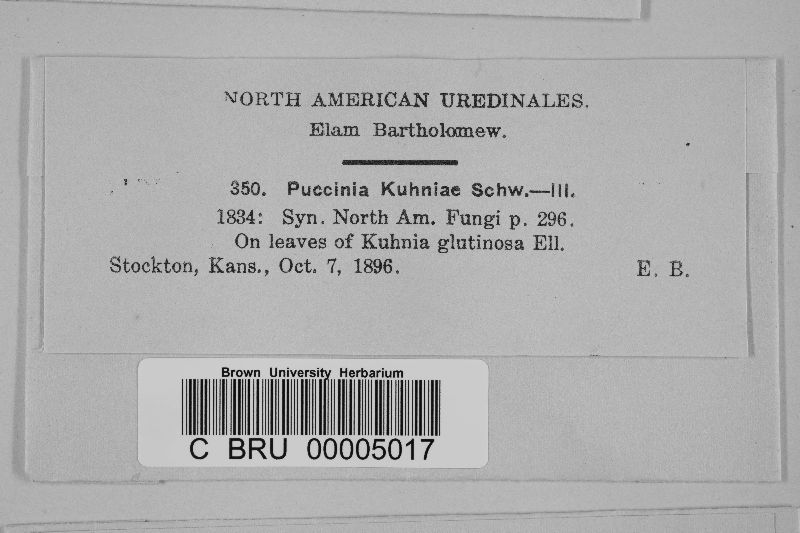 NORTH AMERICAN UREDINALES.
Elam Bartholomew.
350. Puccinia Kuhniae Schw.—III.
1834: Syn. North Am. Fungi p. 296.
On leaves of Kuhnia glutinosa Ell.
Stockton, Kans., Oct. 7, 1896. E. B.
Brown University Herbarium
C BRU 00005017